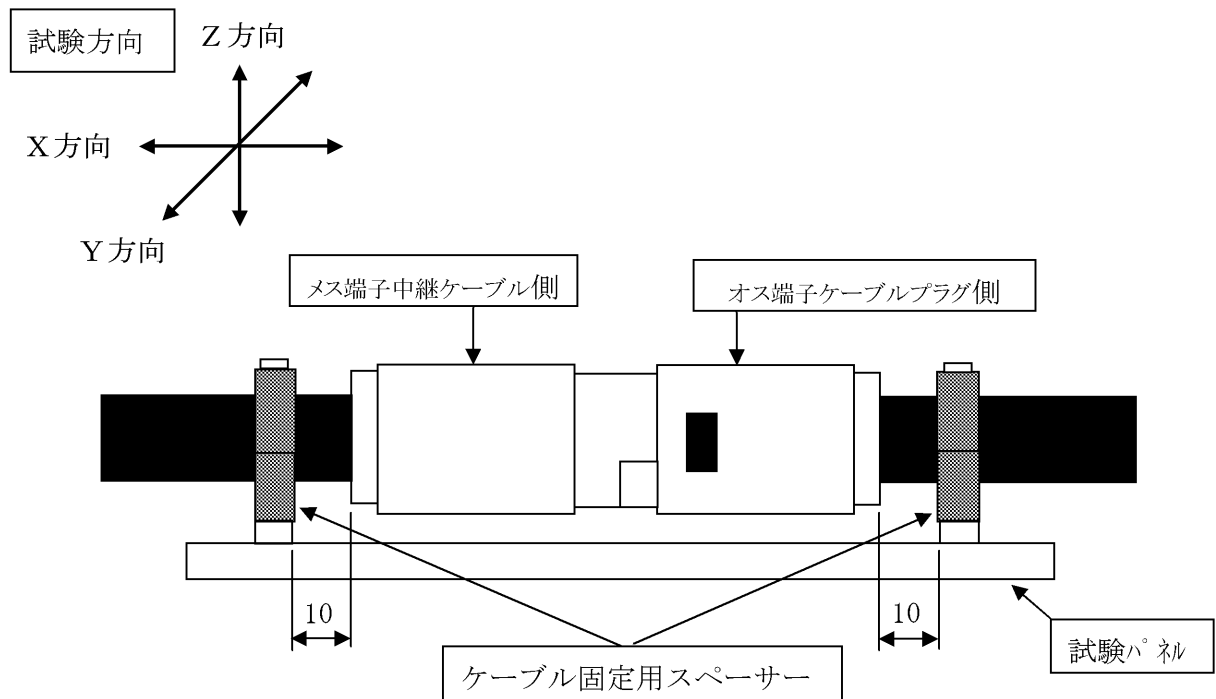 試験方向
Z方向
X方向
Y方向
メス端子中継ケーブル側
オス端子ケーブルプラグ側
10
10
試験パネル
ケーブル固定用スペーサー